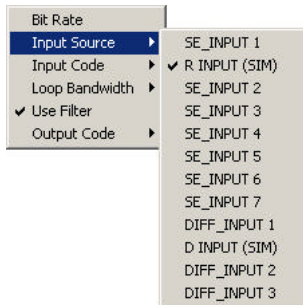 Bit Rate
Input Source
Input Code
Loop Bandwidth
Use Filter
Output Code
SE_INPUT 1
R INPUT (SIM)
SE_INPUT 2
SE_INPUT 3
SE_INPUT 4
SE_INPUT 5
SE_INPUT 6
SE_INPUT 7
DIFF_INPUT 1
D INPUT (SIM)
DIFF_INPUT 2
DIFF_INPUT 3